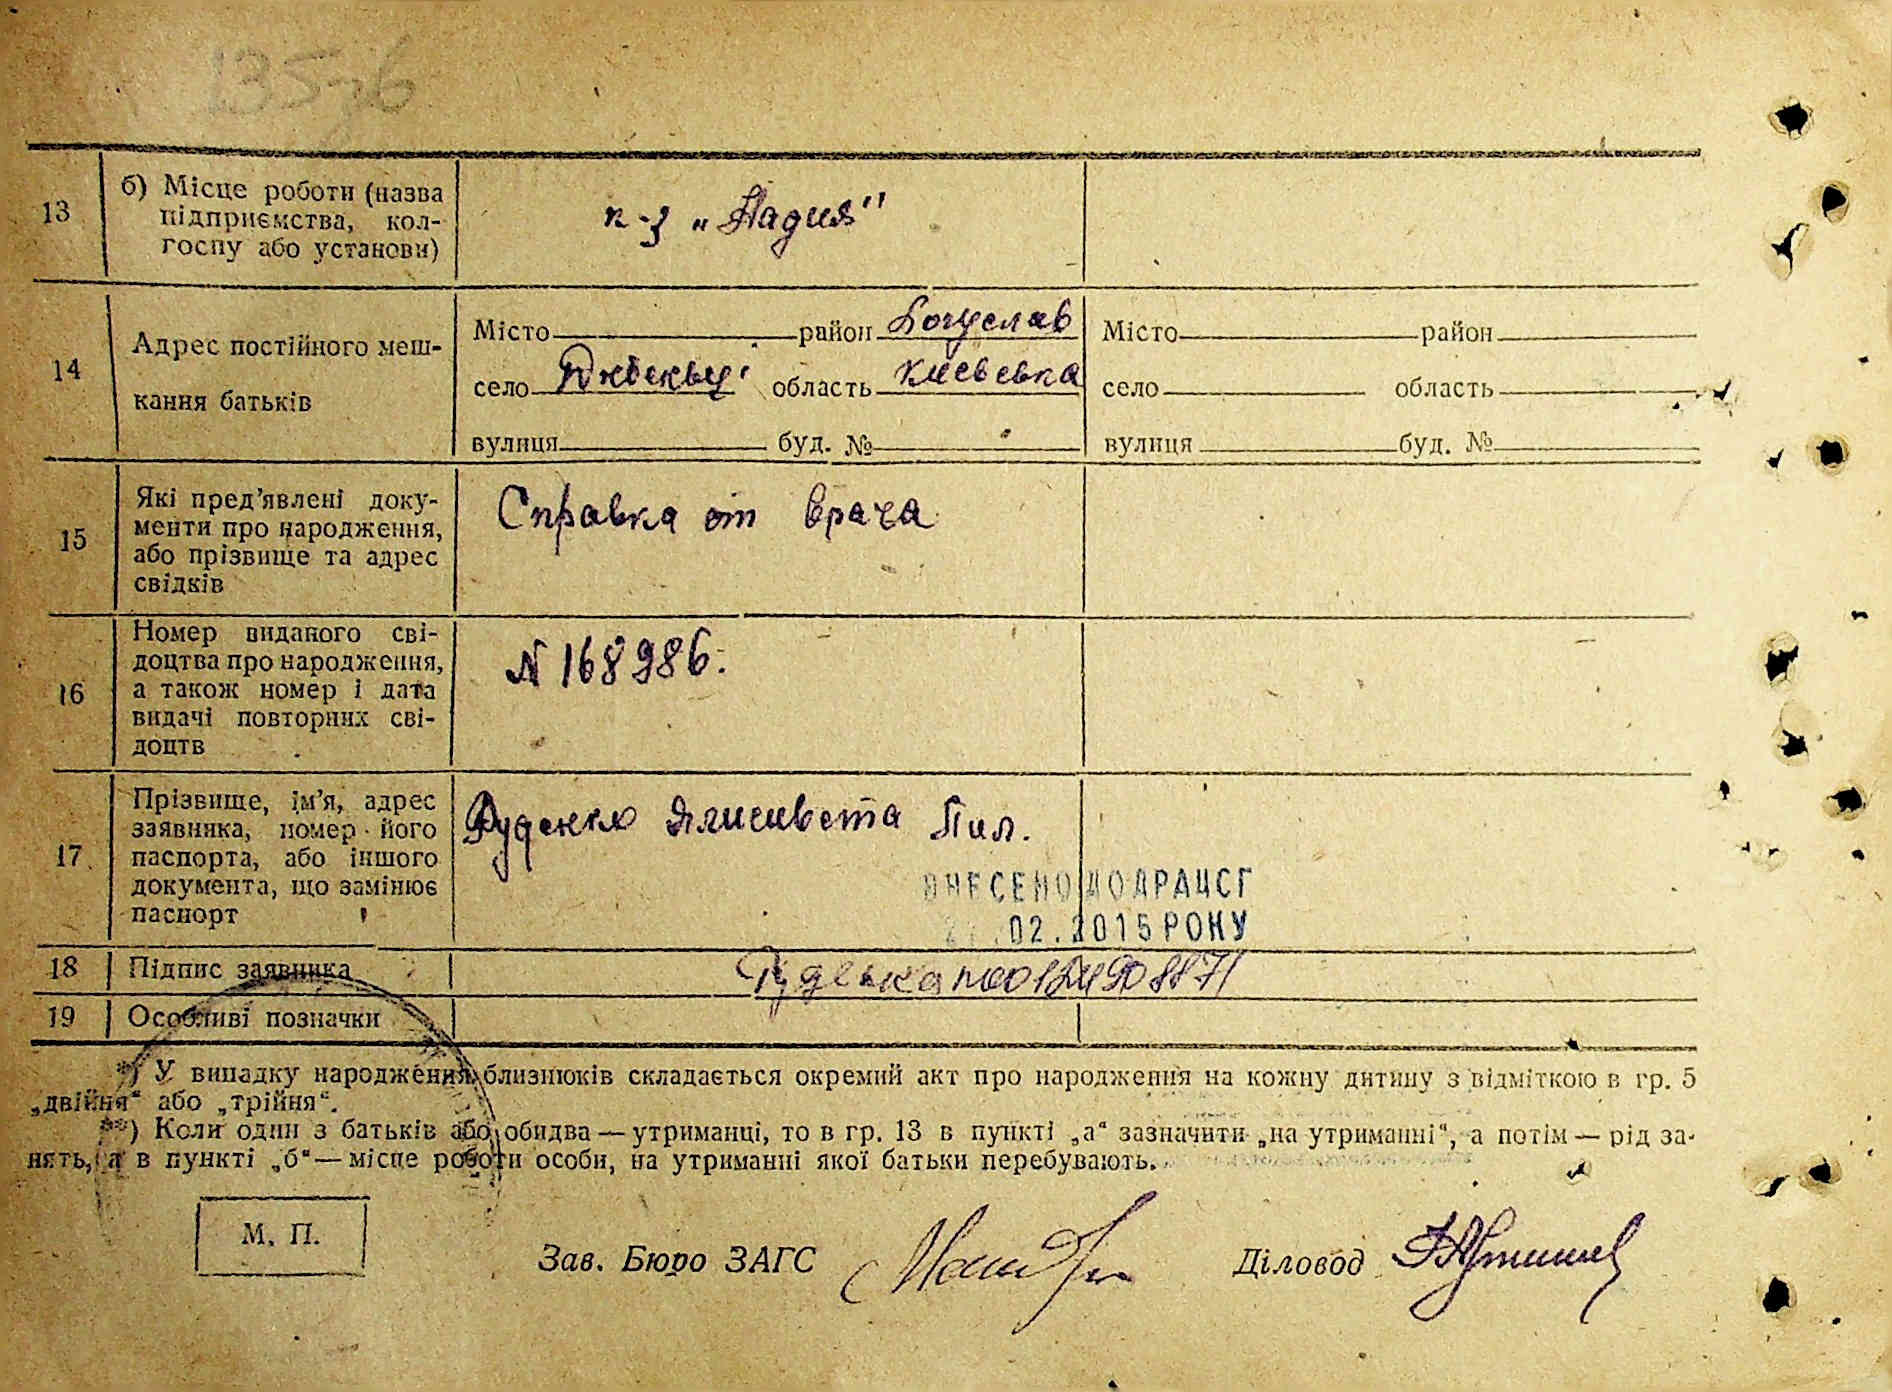 13 б) Місце роботи (назва
підприємства, кол-
госпу або установи)
к-з „Надия"
14 Адрес постійного меш-
кання батьків
Місто район Богуслав Місто район
село область Киевська село область
вулиця буд. № вулиця буд. №
15 Які пред'явлені доку-
менти про народження,
або прізвище та адрес
свідків
Справка от врача
16 Номер виданого сві-
доцтва про народження,
а також номер і дата
видачі повторних сві-
доцтв
N 168986.
17 Прізвище, ім'я, адрес
заявника, номер його
паспорта, або іншого
документа, що замінює
паспорт
Руденко Элисивета Пил.
ВНЕСЕНО ДО ДРАЦСГ
.02.2015 РОКУ
18 Підпис заявника
19 Особливі позначки
*) У випадку народження близнюків складається окремий акт про народження на кожну дитину з відміткою в гр. 5
„двійня" або „трійня".
**) Коли один з батьків або обидва — утриманці, то в гр. 13 в пункті „а" зазначити „на утриманні", а потім — рід за-
нять, а в пункті „б" — місце роботи особи, на утриманні якої батьки перебувають.
М. П.
Зав. Бюро ЗАГС Діловод